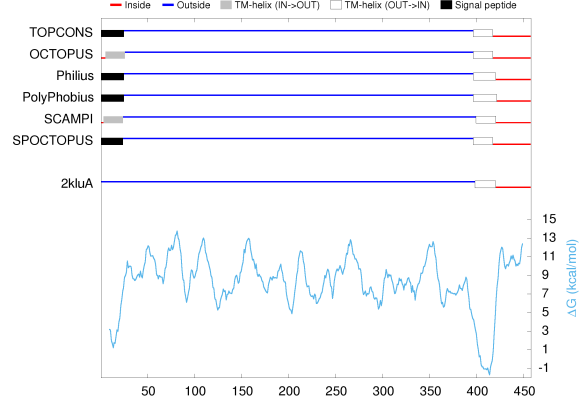 Inside Outside TM-helix (IN->OUT) TM-helix (OUT->IN) Signal peptide
TOPCONS
OCTOPUS
Philius
PolyPhobius
SCAMPI
SPOCTOPUS
2kluA
15
13
11
9
7
5
3
1
-1
ΔG (kcal/mol)
50 100 150 200 250 300 350 400 450